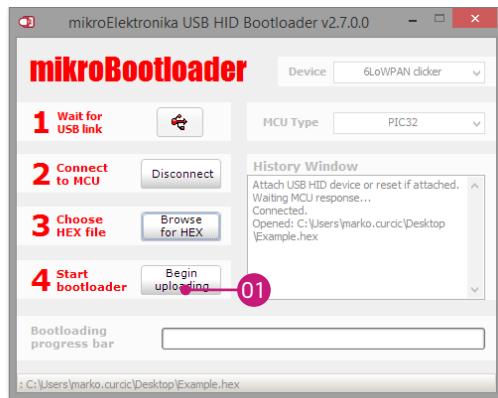 mikroElektronika USB HID Bootloader v2.7.0.0
mikroBootloader
Device
6LoWPAN clicker
1 Wait for
USB link
MCU Type
PIC32
2 Connect
to MCU
Disconnect
History Window
Attach USB HID device or reset if attached.
Waiting MCU response...
Connected.
Opened: C:\Users\marko.curcic\Desktop
\Example.hex
3 Choose
HEX file
Browse
for HEX
4 Start
bootloader
Begin
uploading
01
Bootloading
progress bar
: C:\Users\marko.curcic\Desktop\Example.hex